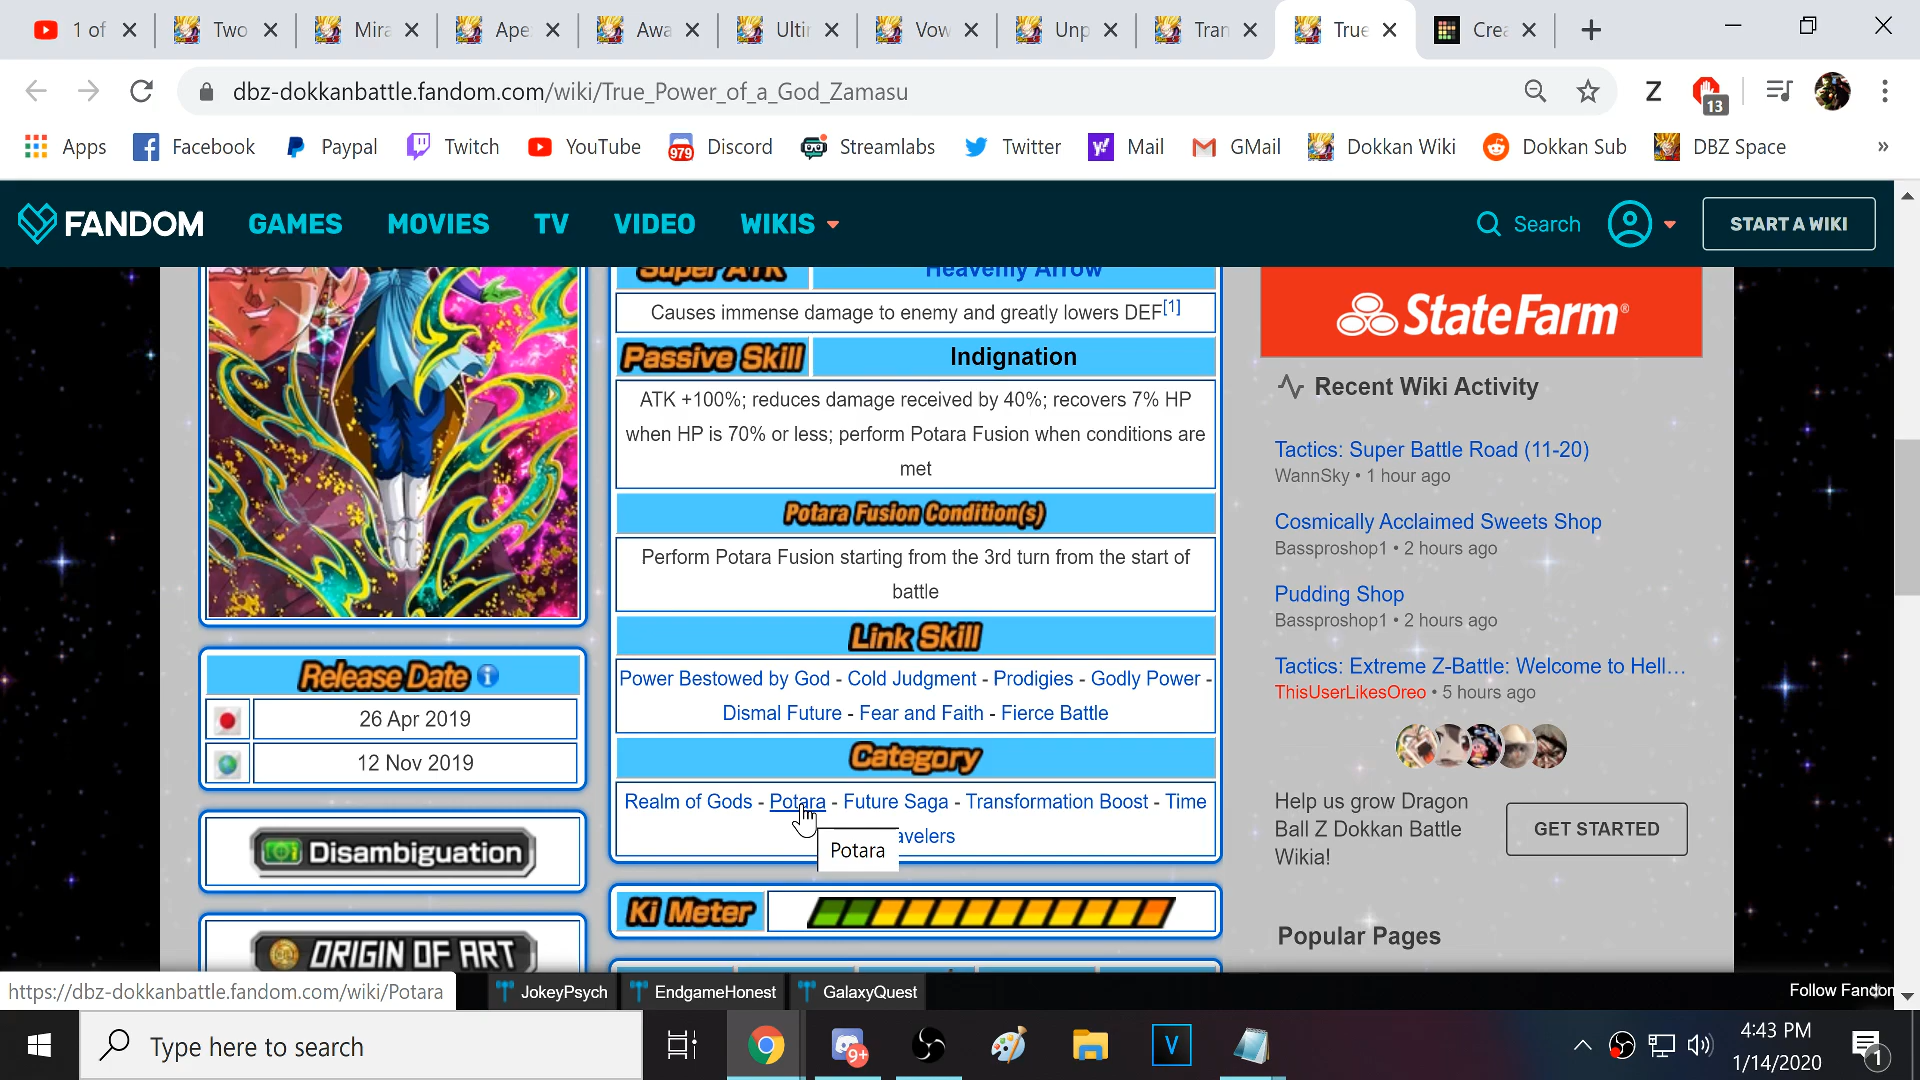 1 of
Two
Mira
Ape
Awa
Ultin
Vow
Unp
Tran
True
Crea
dbz-dokkanbattle.fandom.com/wiki/True_Power_of_a_God_Zamasu
Z
13
Apps
Facebook
Paypal
Twitch
YouTube
979
Discord
Streamlabs
Twitter
y!
Mail
GMail
Dokkan Wiki
Dokkan Sub
DBZ Space
»
FANDOM
GAMES
MOVIES
TV
VIDEO
WIKIS
Search
START A WIKI
Super ATK
Heavenly Arrow
Causes immense damage to enemy and greatly lowers DEF[1]
Passive Skill
Indignation
ATK +100%; reduces damage received by 40%; recovers 7% HP
when HP is 70% or less; perform Potara Fusion when conditions are
met
Potara Fusion Condition(s)
Perform Potara Fusion starting from the 3rd turn from the start of
battle
Link Skill
Power Bestowed by God - Cold Judgment - Prodigies - Godly Power -
Dismal Future - Fear and Faith - Fierce Battle
Category
Realm of Gods - Potara - Future Saga - Transformation Boost - Time
avelers
Potara
Ki Meter
Release Date
26 Apr 2019
12 Nov 2019
Disambiguation
ORIGIN OF ART
StateFarm®
Recent Wiki Activity
Tactics: Super Battle Road (11-20)
WannSky • 1 hour ago
Cosmically Acclaimed Sweets Shop
Bassproshop1 • 2 hours ago
Pudding Shop
Bassproshop1 • 2 hours ago
Tactics: Extreme Z-Battle: Welcome to Hell...
ThisUserLikesOreo • 5 hours ago
Help us grow Dragon
Ball Z Dokkan Battle
Wikia!
GET STARTED
Popular Pages
https://dbz-dokkanbattle.fandom.com/wiki/Potara
JokeyPsych
EndgameHonest
GalaxyQuest
Follow Fandom
Type here to search
9+
V
4:43 PM
1/14/2020
1